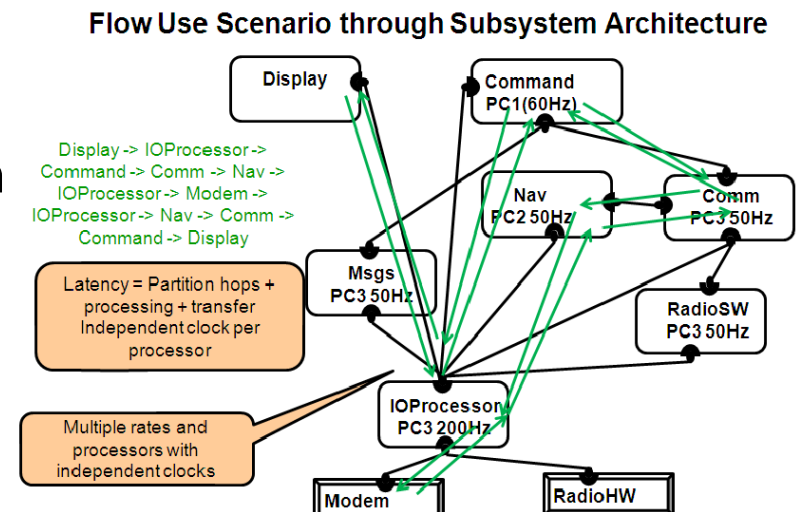 Flow Use Scenario through Subsystem Architecture
Display
Command
PC1(60Hz)
Display -> IOProcessor ->
Command -> Comm -> Nav ->
IOProcessor -> Modem ->
IOProcessor -> Nav -> Comm ->
Command -> Display
Nav
PC2 50Hz
Comm
PC3 50Hz
Latency = Partition hops +
processing + transfer
Independent clock per
processor
Msgs
PC3 50Hz
RadioSW
PC3 50Hz
IOProcessor
PC3 200Hz
Multiple rates and
processors with
independent clocks
Modem
RadioHW